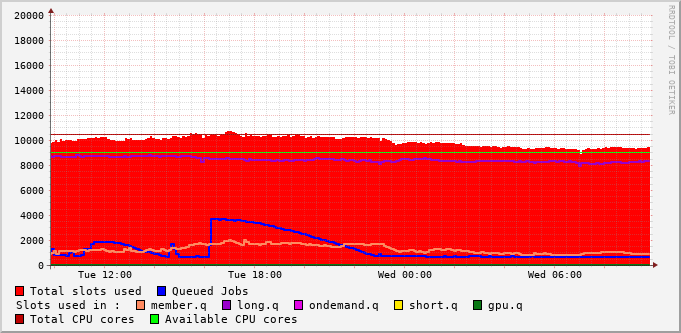 20000
18000
16000
14000
12000
10000
8000
6000
4000
2000
0
Tue 12:00 Tue 18:00 Wed 00:00 Wed 06:00
RRDTOOL / TOBI OETIKER
Total slots used Queued Jobs
Slots used in : member.q long.q ondemand.q short.q gpu.q
Total CPU cores Available CPU cores